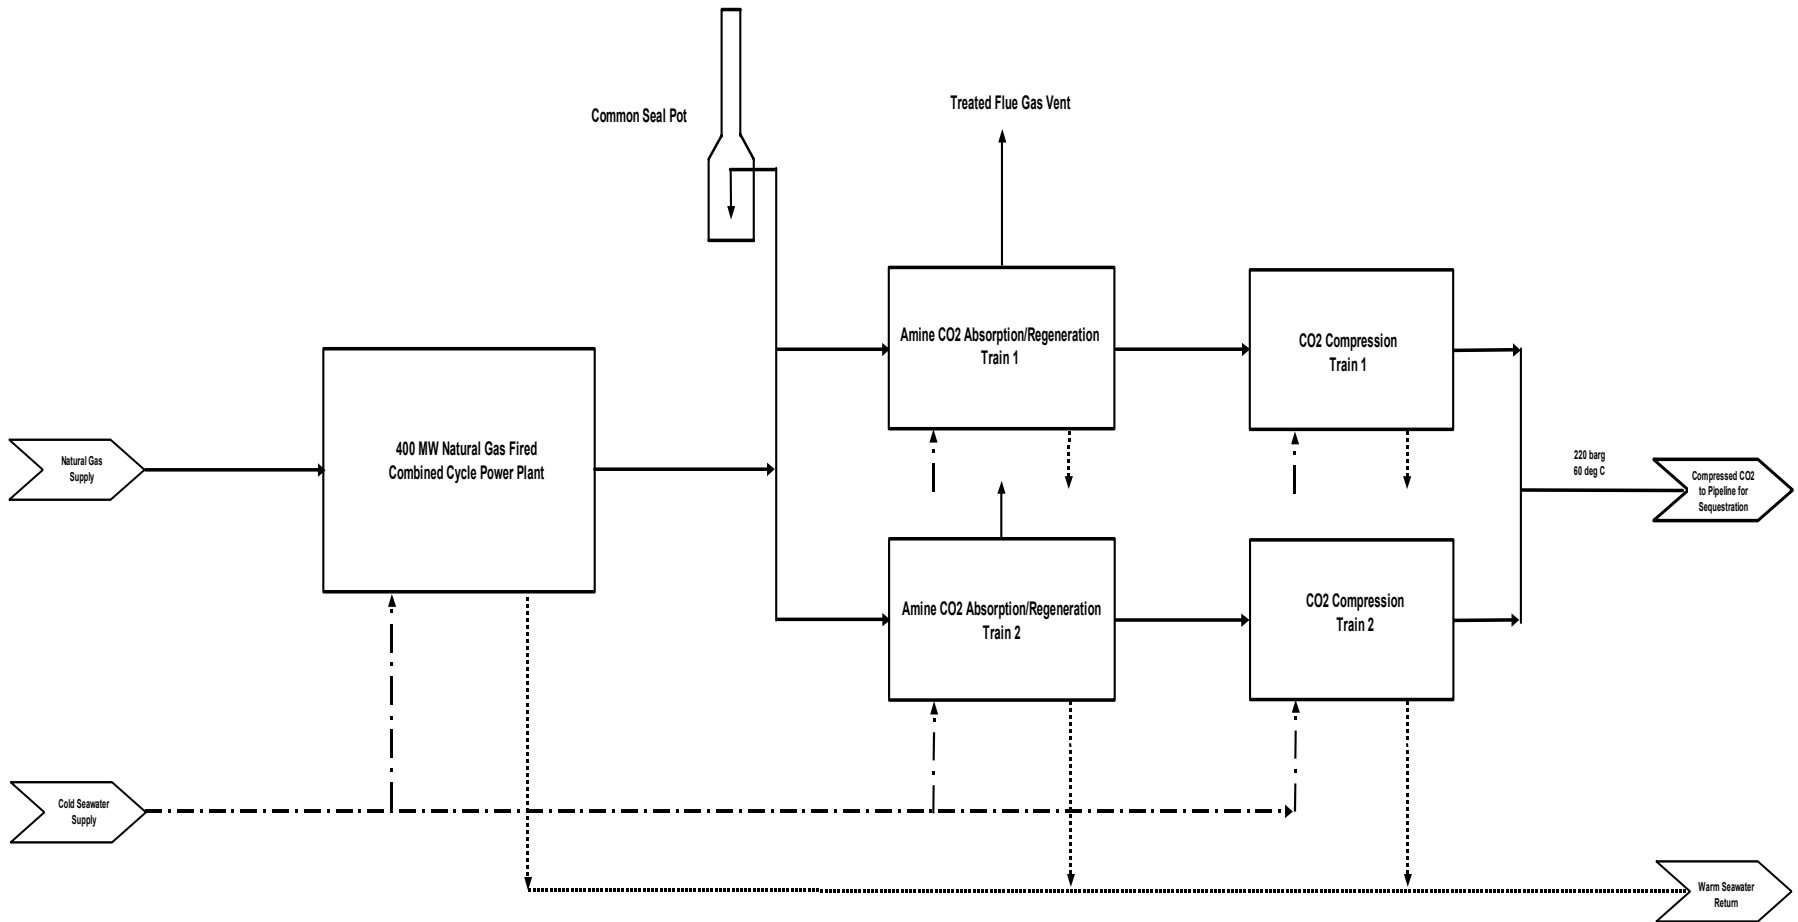 Common Seal Pot
Treated Flue Gas Vent
Amine CO2 Absorption/Regeneration
Train 1
CO2 Compression
Train 1
Natural Gas
Supply
400 MW Natural Gas Fired
Combined Cycle Power Plant
220 barg
60 deg C
Compressed CO2
to Pipeline for
Sequestration
Amine CO2 Absorption/Regeneration
Train 2
CO2 Compression
Train 2
Cold Seawater
Supply
Warm Seawater
Return